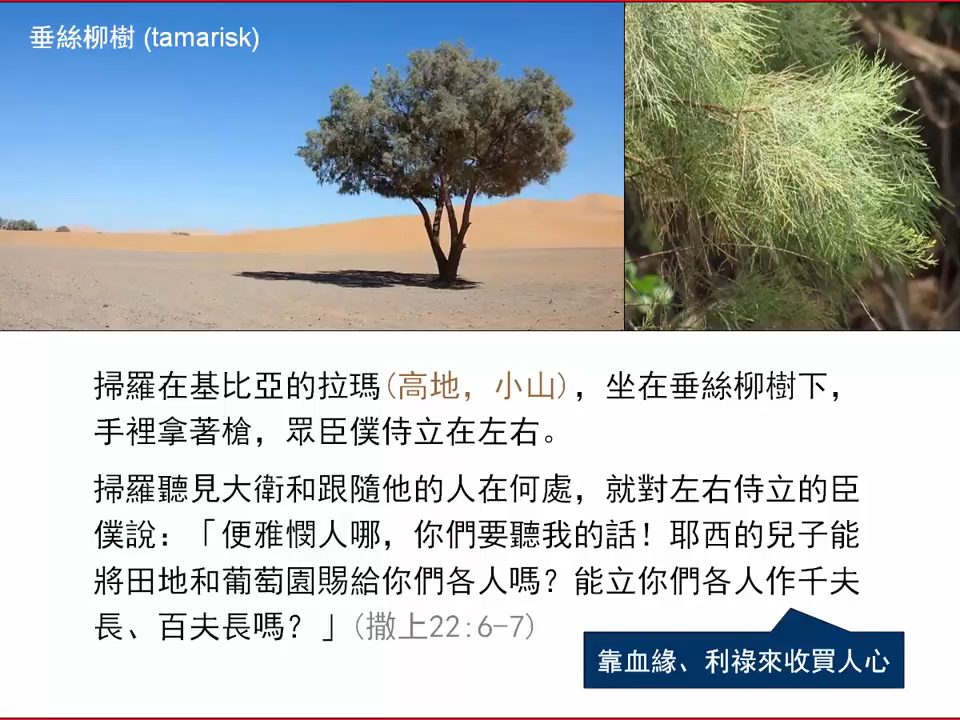 垂絲柳樹 (tamarisk)
掃羅在基比亞的拉瑪(高地，小山)，坐在垂絲柳樹下，
手裡拿著槍，眾臣僕侍立在左右。
掃羅聽見大衛和跟隨他的人在何處，就對左右侍立的臣
僕說：「便雅憫人哪，你們要聽我的話！耶西的兒子能
將田地和葡萄園賜給你們各人嗎？能立你們各人作千夫
長、百夫長嗎？」(撒上22:6-7)
靠血緣、利祿來收買人心